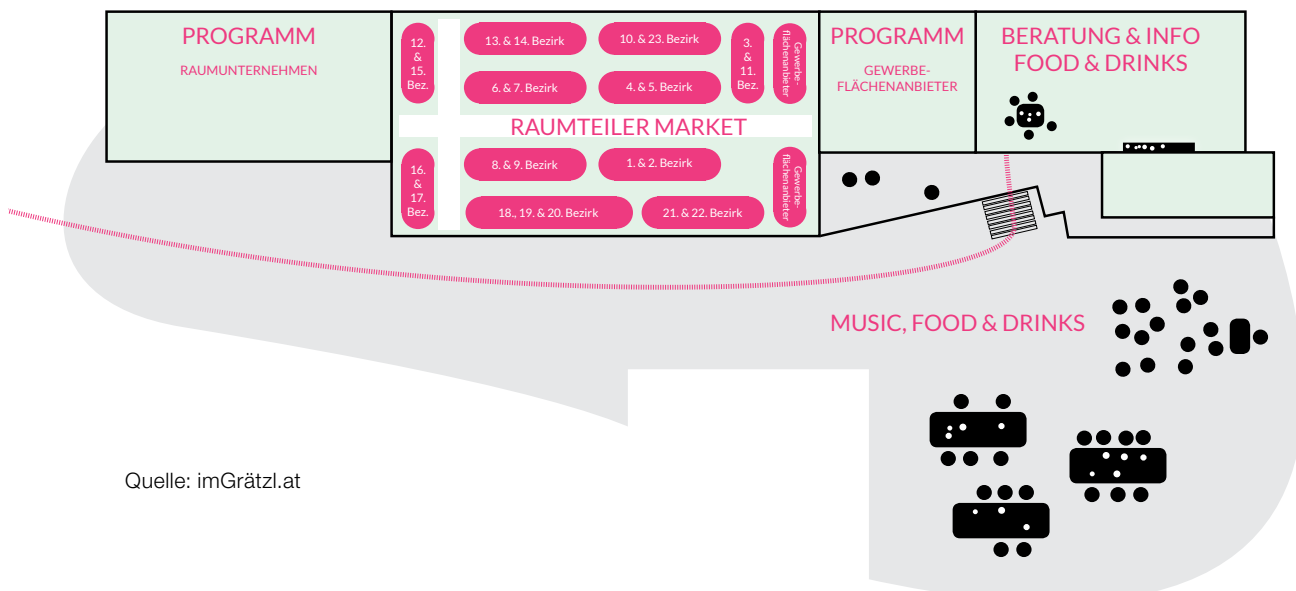 PROGRAMM
RAUMUNTERNEHMEN
12.
&
15.
Bez.
13. & 14. Bezirk
10. & 23. Bezirk
3.
&
11.
Bez.
Gewerbe-
flächenanbieter
6. & 7. Bezirk
4. & 5. Bezirk
RAUMTEILER MARKET
16.
&
17.
Bez.
8. & 9. Bezirk
1. & 2. Bezirk
Gewerbe-
flächenanbieter
18., 19. & 20. Bezirk
21. & 22. Bezirk
PROGRAMM
GEWERBE-
FLÄCHENANBIETER
BERATUNG & INFO
FOOD & DRINKS
MUSIC, FOOD & DRINKS
Quelle: imGrätzl.at